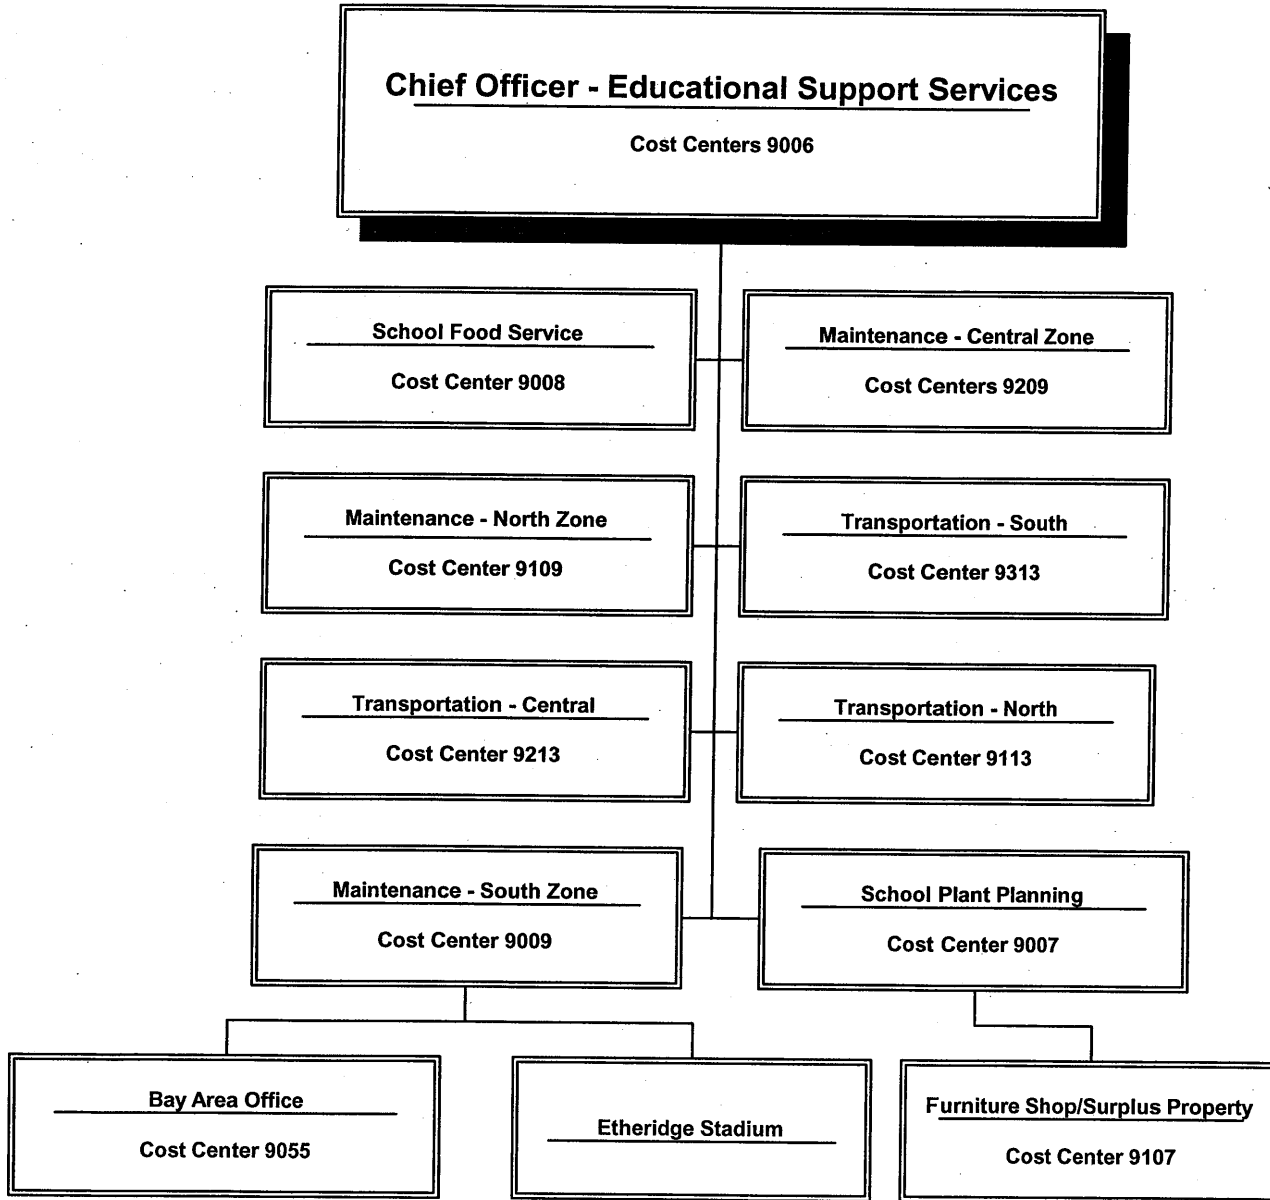 Chief Officer - Educational Support Services
Cost Centers 9006
School Food Service
Cost Center 9008
Maintenance - Central Zone
Cost Centers 9209
Maintenance - North Zone
Cost Center 9109
Transportation - South
Cost Center 9313
Transportation - Central
Cost Center 9213
Transportation - North
Cost Center 9113
Maintenance - South Zone
Cost Center 9009
School Plant Planning
Cost Center 9007
Bay Area Office
Cost Center 9055
Etheridge Stadium
Furniture Shop/Surplus Property
Cost Center 9107